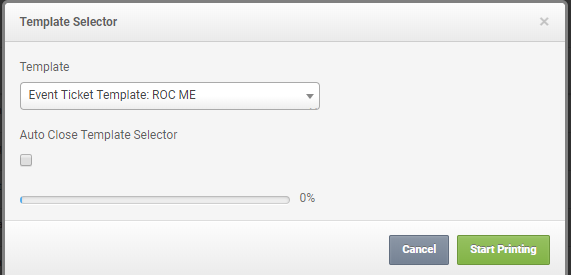 Template Selector
×
Template
Event Ticket Template: ROC ME
Auto Close Template Selector
0%
Cancel
Start Printing